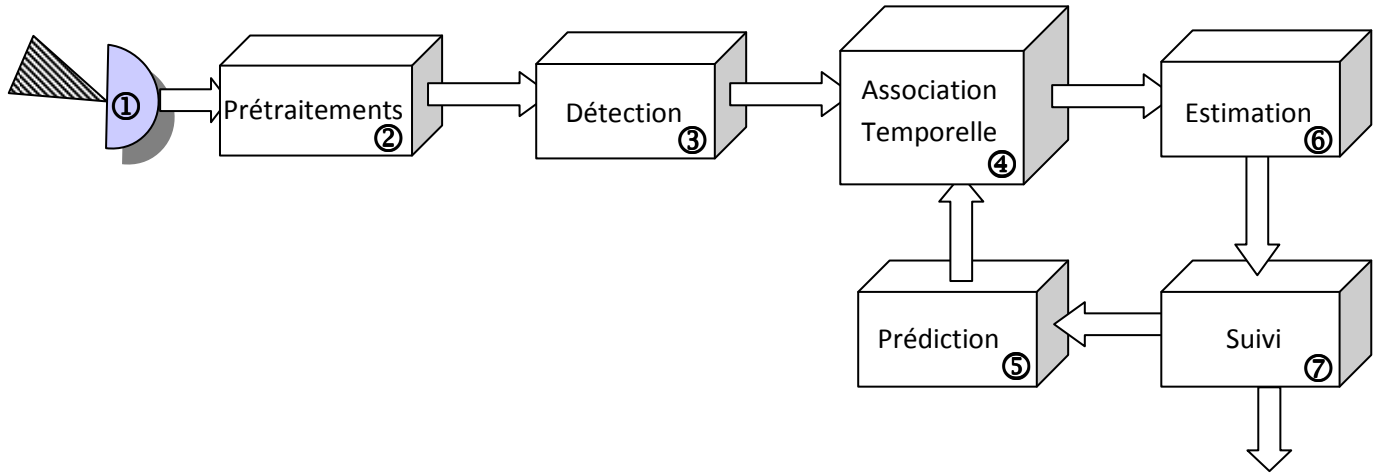 ①
Prétraitements
②
Détection
③
Association
Temporelle
④
Estimation
⑥
Prédiction
⑤
Suivi
⑦